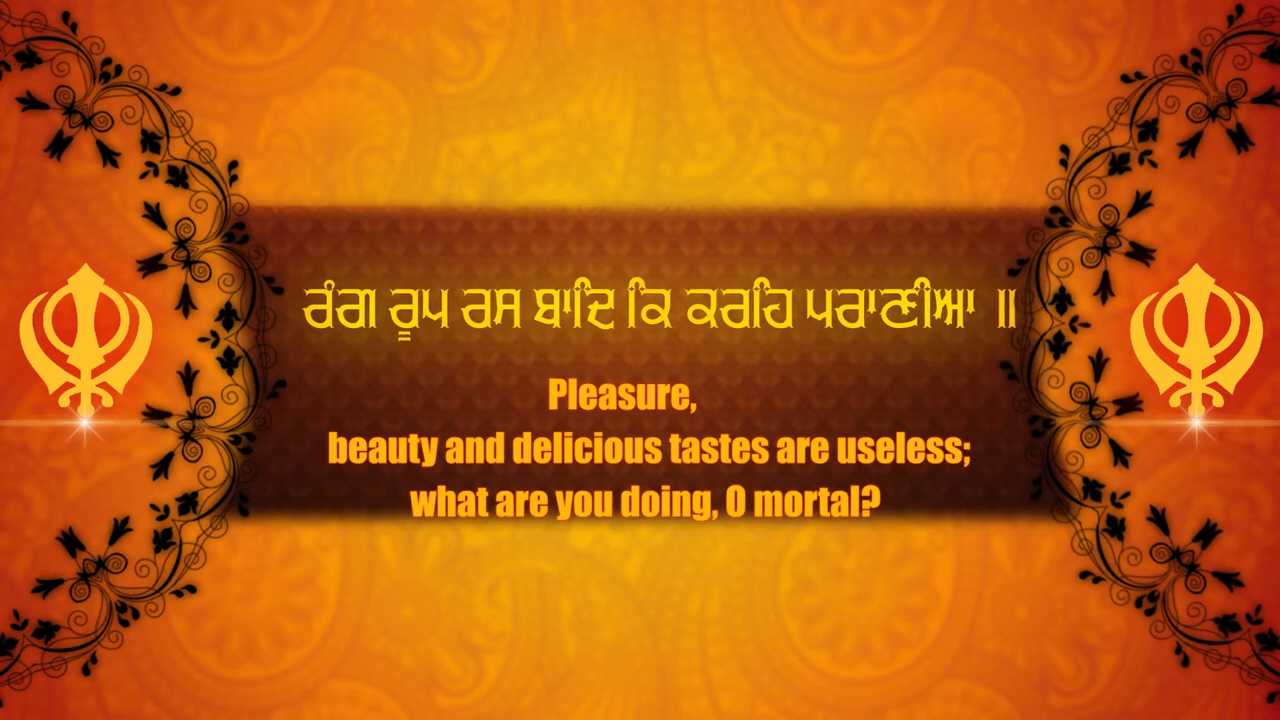 ਰੰਗ ਰੂਪ ਰਸ ਬਾਦਿ ਕਿ ਕਰਹਿ ਪਰਾਣੀਆ ॥
Pleasure,
beauty and delicious tastes are useless;
what are you doing, O mortal?